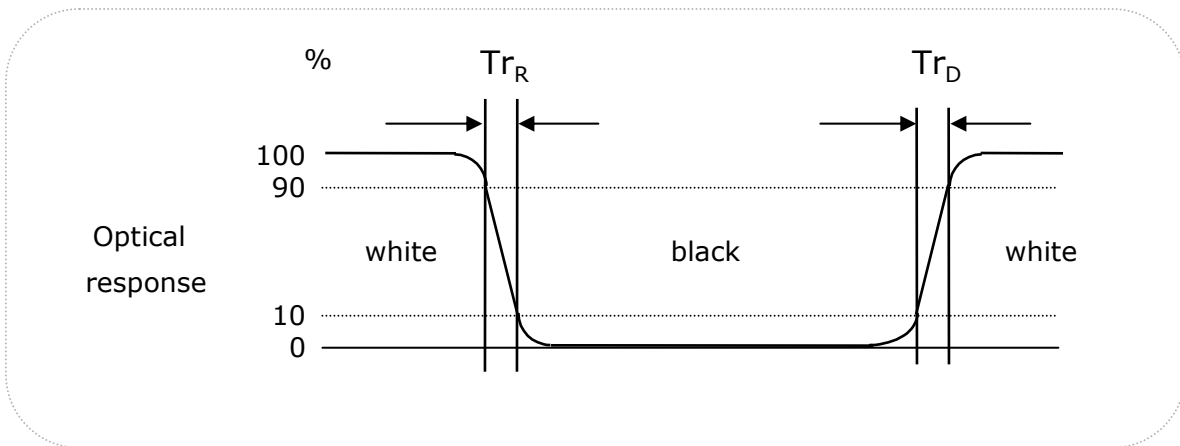 % Tr_R Tr_D
100
90
Optical
response
white black white
10
0